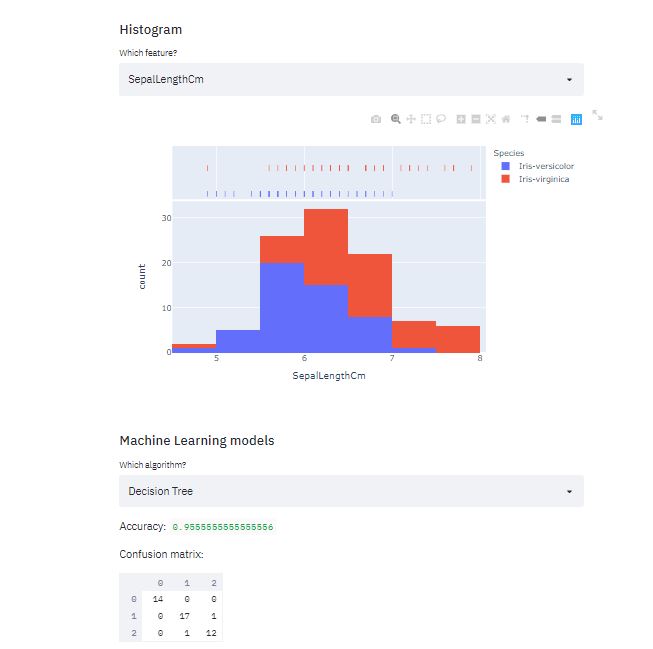 Histogram
Which feature?
SepalLengthCm
Species
Iris-versicolor
Iris-virginica
30
20
10
0
count
5 6 7 8
SepalLengthCm
Machine Learning models
Which algorithm?
Decision Tree
Accuracy: 0.9555555555555556
Confusion matrix:
0 1 2
0 14 0 0
1 0 17 1
2 0 1 12